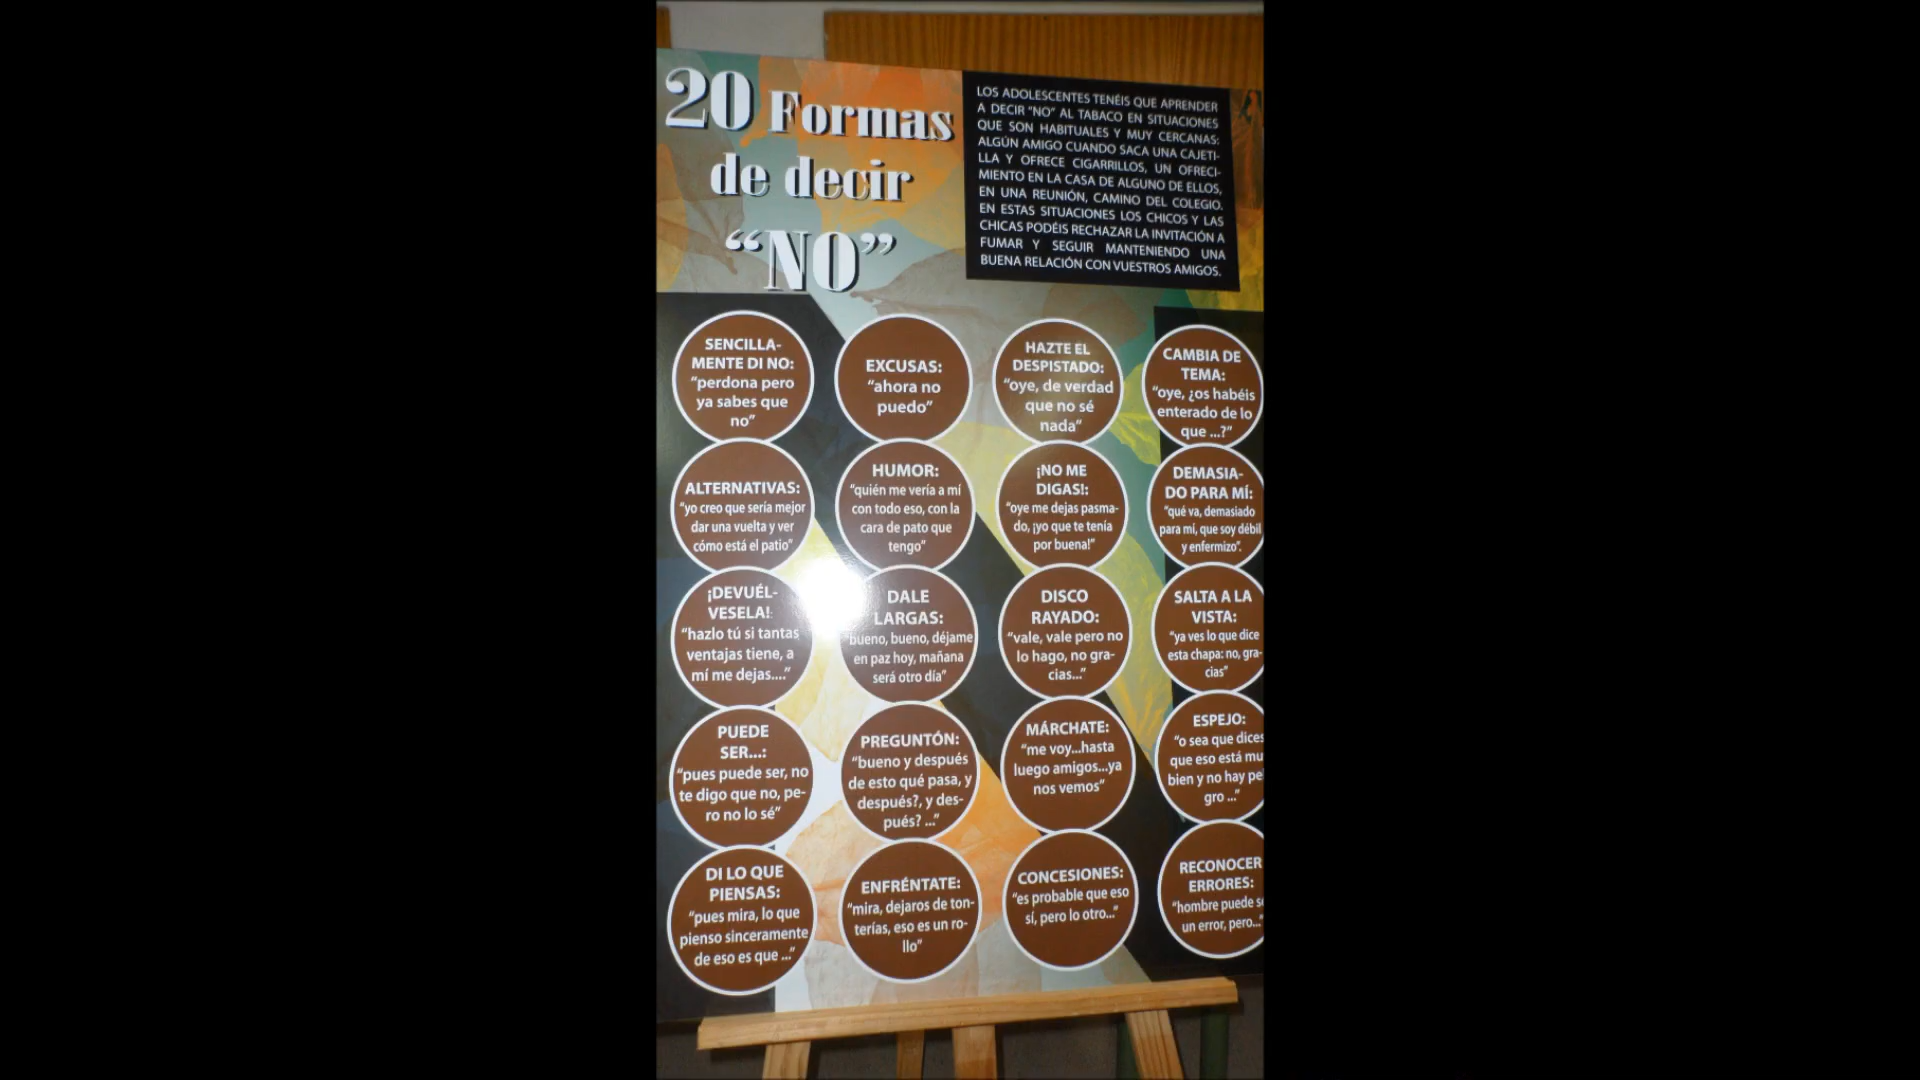 20 Formas
de decir
“NO”
LOS ADOLESCENTES TENÉIS QUE APRENDER
A DECIR “NO” AL TABACO EN SITUACIONES
QUE SON HABITUALES Y MUY CERCANAS:
ALGÚN AMIGO CUANDO SACA UNA CAJETI-
LLA Y OFRECE CIGARRILLOS, UN OFRECI-
MIENTO EN LA CASA DE ALGUNO DE ELLOS,
EN UNA REUNIÓN, CAMINO DEL COLEGIO.
EN ESTAS SITUACIONES LOS CHICOS Y LAS
CHICAS PODÉIS RECHAZAR LA INVITACIÓN A
FUMAR Y SEGUIR MANTENIENDO UNA
BUENA RELACIÓN CON VUESTROS AMIGOS.
SENCILLA-
MENTE DI NO:
“perdona pero
ya sabes que
no”
EXCUSAS:
“ahora no
puedo”
HAZTE EL
DESPISTADO:
“oye, de verdad
que no sé
nada”
CAMBIA DE
TEMA:
“oye, ¿os habéis
enterado de lo
que ...?”
ALTERNATIVAS:
“yo creo que sería mejor
dar una vuelta y ver
cómo está el patio”
HUMOR:
“quién me vería a mí
con todo eso, con la
cara de pato que
tengo”
¡NO ME
DIGAS!:
“oye me dejas pasma-
do, ¡yo que te tenía
por buena!”
DEMASIA-
DO PARA MÍ:
“qué va, demasiado
para mí, que soy débil
y enfermizo”.
¡DEVUÉL-
VESELA!:
“hazlo tú si tantas
ventajas tiene, a
mí me dejas....”
DALE
LARGAS:
“bueno, bueno, déjame
en paz hoy, mañana
será otro día”
DISCO
RAYADO:
“vale, vale pero no
lo hago, no gra-
cias...”
SALTA A LA
VISTA:
“ya ves lo que dice
esta chapa: no, gra-
cias”
PUEDE
SER...:
“pues puede ser, no
te digo que no, pe-
ro no lo sé”
PREGUNTÓN:
“bueno y después
de esto qué pasa, y
después?, y des-
pués? ...”
MÁRCHATE:
“me voy...hasta
luego amigos...ya
nos vemos”
ESPEJO:
“o sea que dices
que eso está mu
bien y no hay pe
gro ...”
DI LO QUE
PIENSAS:
“pues mira, lo que
pienso sinceramente
de eso es que ...”
ENFRÉNTATE:
“mira, dejaros de ton-
terías, eso es un ro-
llo”
CONCESIONES:
“es probable que eso
sí, pero lo otro...”
RECONOCER
ERRORES:
“hombre puede s
un error, pero...”